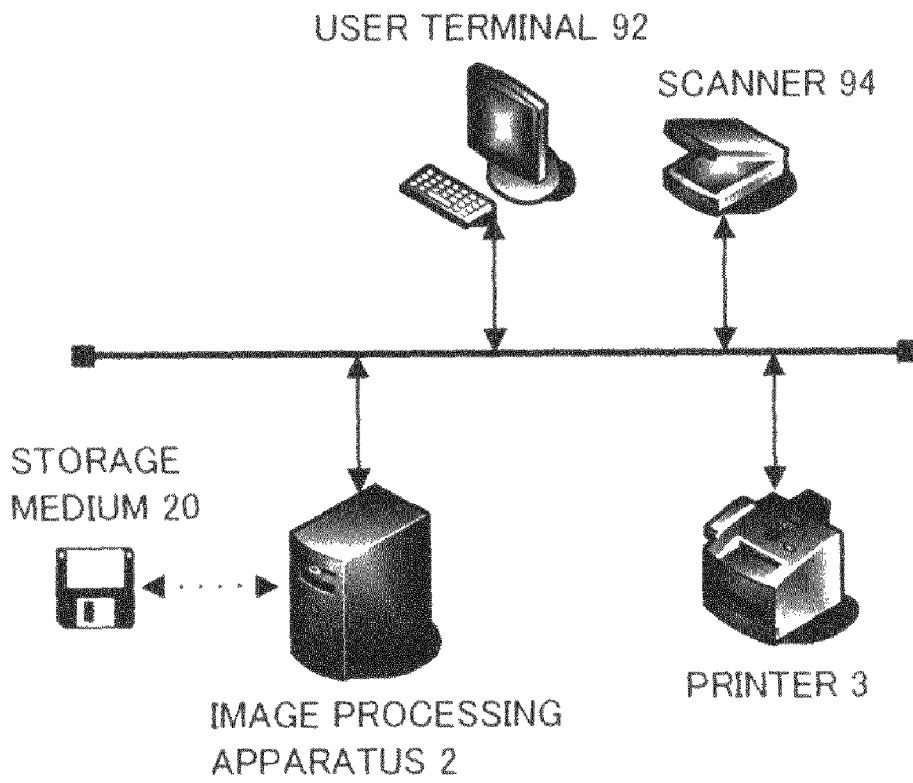 USER TERMINAL 92
SCANNER 94
STORAGE
MEDIUM 20
IMAGE PROCESSING
APPARATUS 2
PRINTER 3